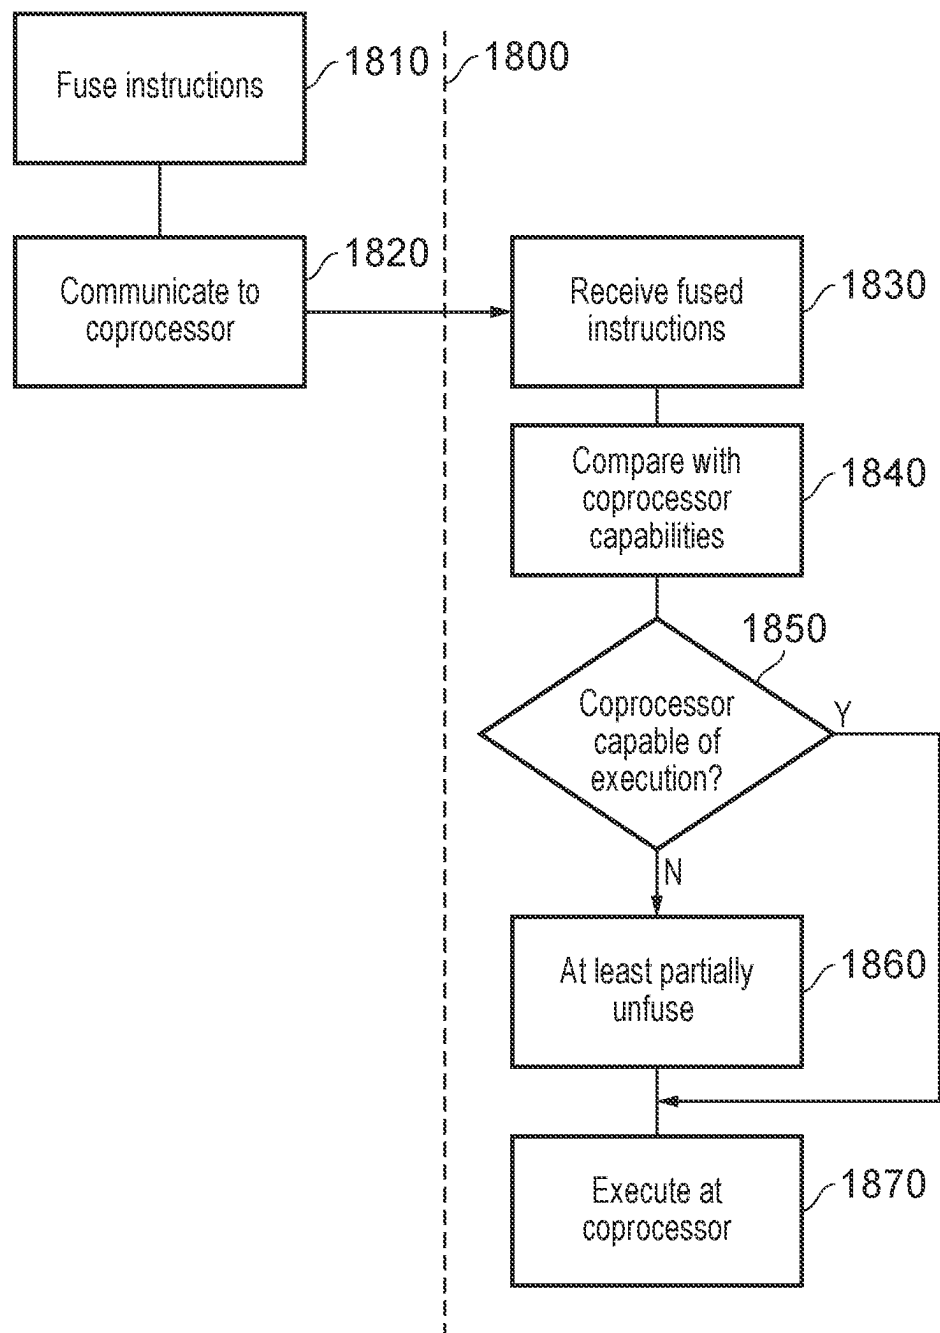 Fuse instructions
1810
1800
Communicate to
coprocessor
1820
Receive fused
instructions
1830
Compare with
coprocessor
capabilities
1840
1850
Coprocessor
capable of
execution?
Y
N
At least partially
unfuse
1860
Execute at
coprocessor
1870